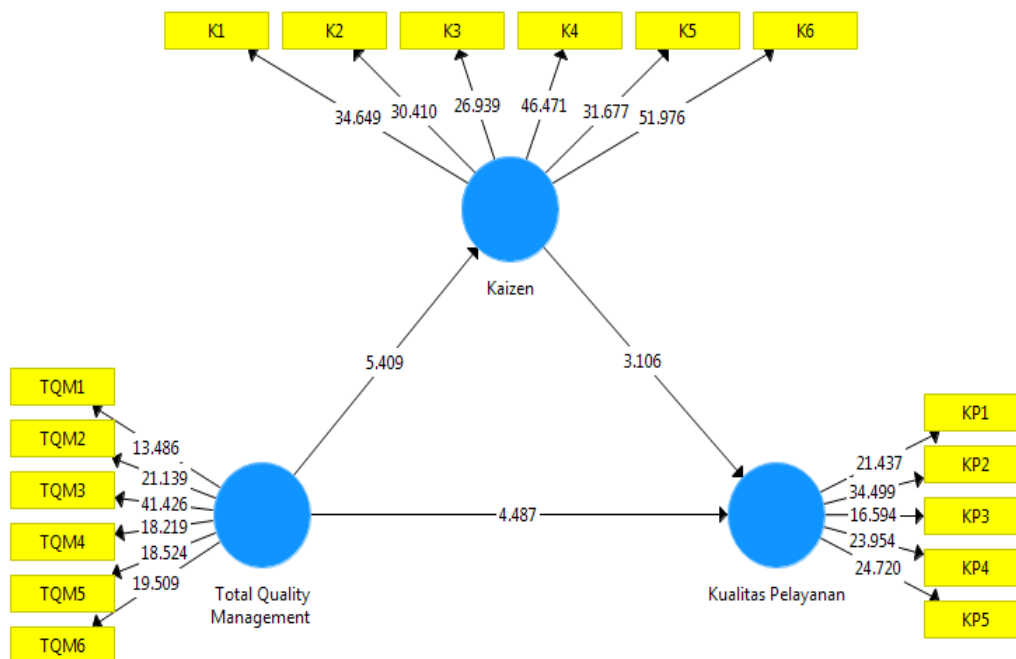 K1
K2
K3
K4
K5
K6
34.649
30.410
26.939
46.471
31.677
51.976
Kaizen
5.409
3.106
TQM1
TQM2
TQM3
TQM4
TQM5
TQM6
13.486
21.139
41.426
18.219
18.524
19.509
Total Quality
Management
4.487
Kualitas Pelayanan
21.437
34.499
16.594
23.954
24.720
KP1
KP2
KP3
KP4
KP5